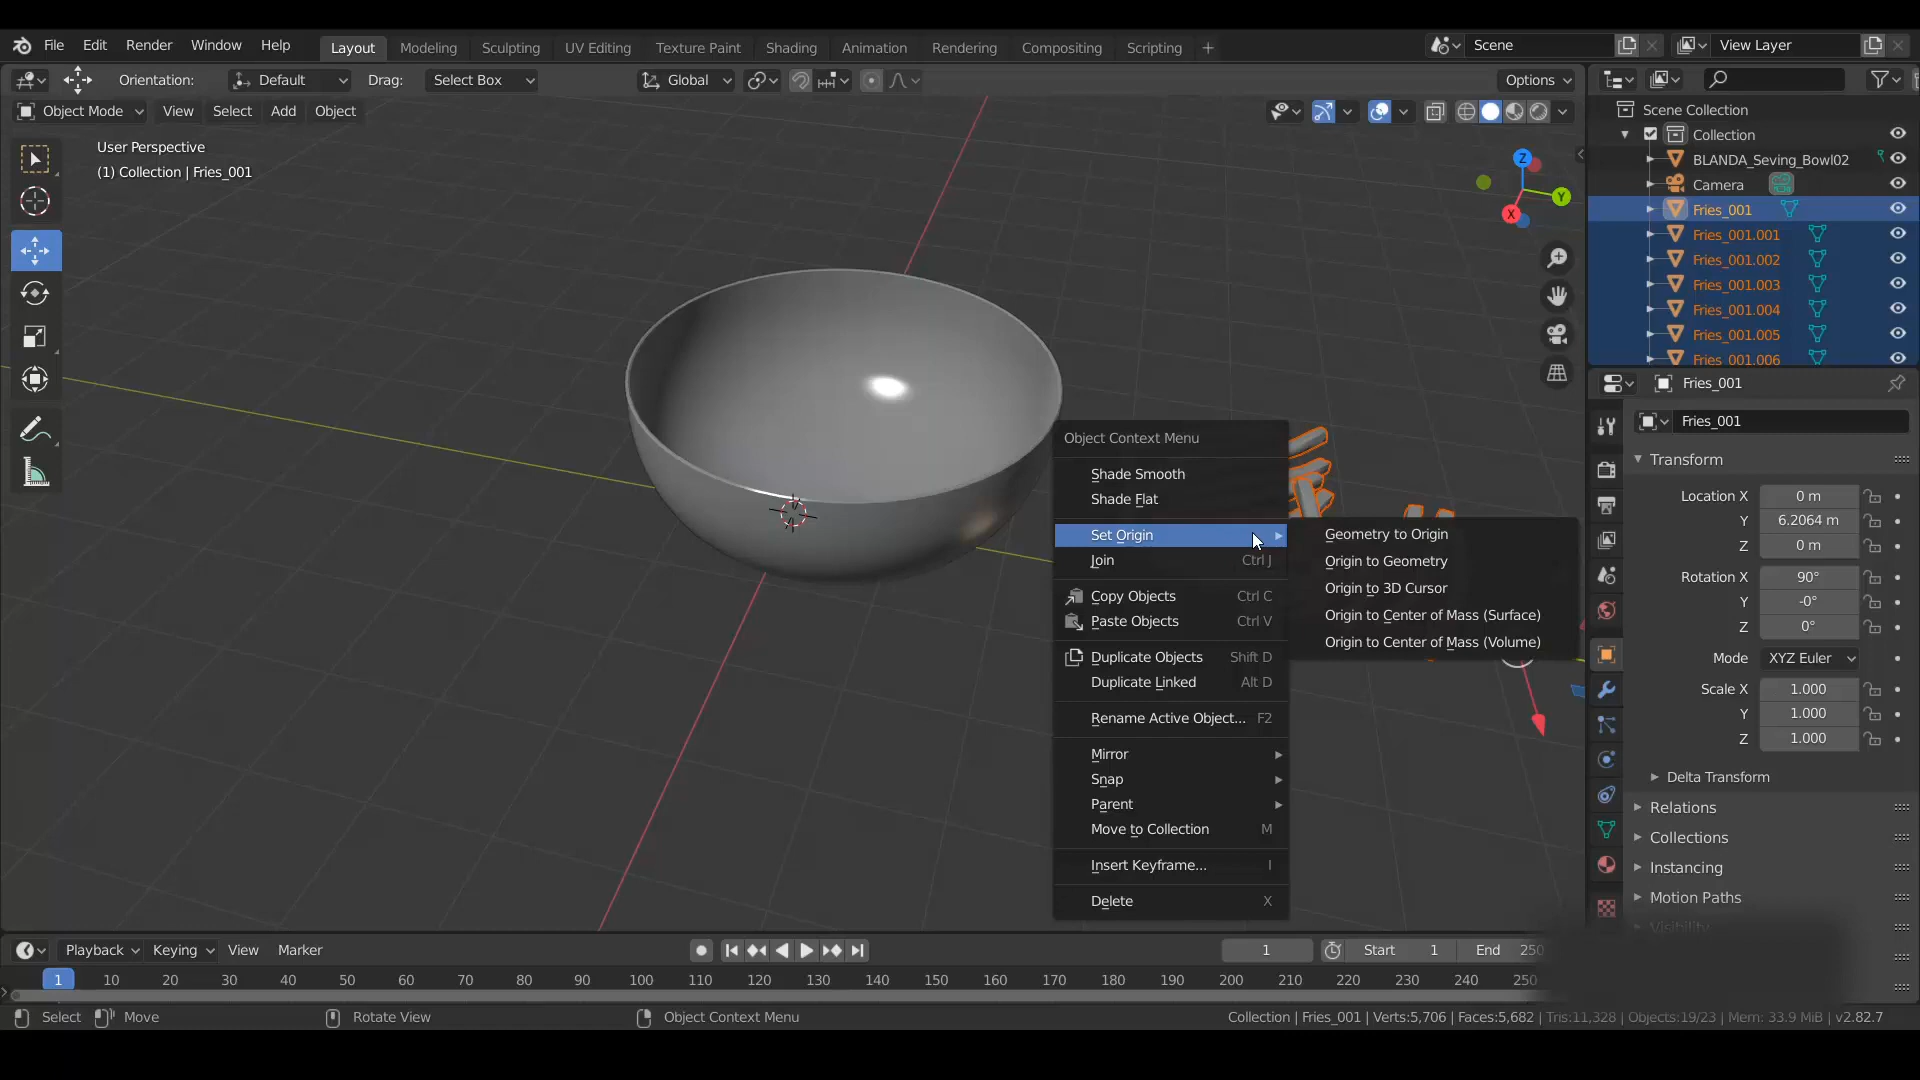 File Edit Render Window Help Layout Modeling Sculpting UV Editing Texture Paint Shading Animation Rendering Compositing Scripting + Scene View Layer
Orientation: Default Drag: Select Box Global Options
Object Mode View Select Add Object
User Perspective
(1) Collection | Fries_001
Z
Y
X
Scene Collection
Collection
BLANDA_Seving_Bowl02
Camera
Fries_001
Fries_001.001
Fries_001.002
Fries_001.003
Fries_001.004
Fries_001.005
Fries_001.006
Fries_001
Fries_001
Transform
Location X 0 m
Y 6.2064 m
Z 0 m
Rotation X 90°
Y -0°
Z 0°
Mode XYZ Euler
Scale X 1.000
Y 1.000
Z 1.000
Delta Transform
Relations
Collections
Instancing
Motion Paths
Visibility
Object Context Menu
Shade Smooth
Shade Flat
Set Origin
Join Ctrl J
Copy Objects Ctrl C
Paste Objects Ctrl V
Duplicate Objects Shift D
Duplicate Linked Alt D
Rename Active Object... F2
Mirror
Snap
Parent
Move to Collection M
Insert Keyframe... I
Delete X
Geometry to Origin
Origin to Geometry
Origin to 3D Cursor
Origin to Center of Mass (Surface)
Origin to Center of Mass (Volume)
Playback Keying View Marker 1 Start 1 End 250
1 10 20 30 40 50 60 70 80 90 100 110 120 130 140 150 160 170 180 190 200 210 220 230 240 250
Select Move Rotate View Object Context Menu Collection | Fries_001 | Verts:5,706 | Faces:5,682 | Tris:11,328 | Objects:19/23 | Mem: 33.9 MiB | v2.82.7